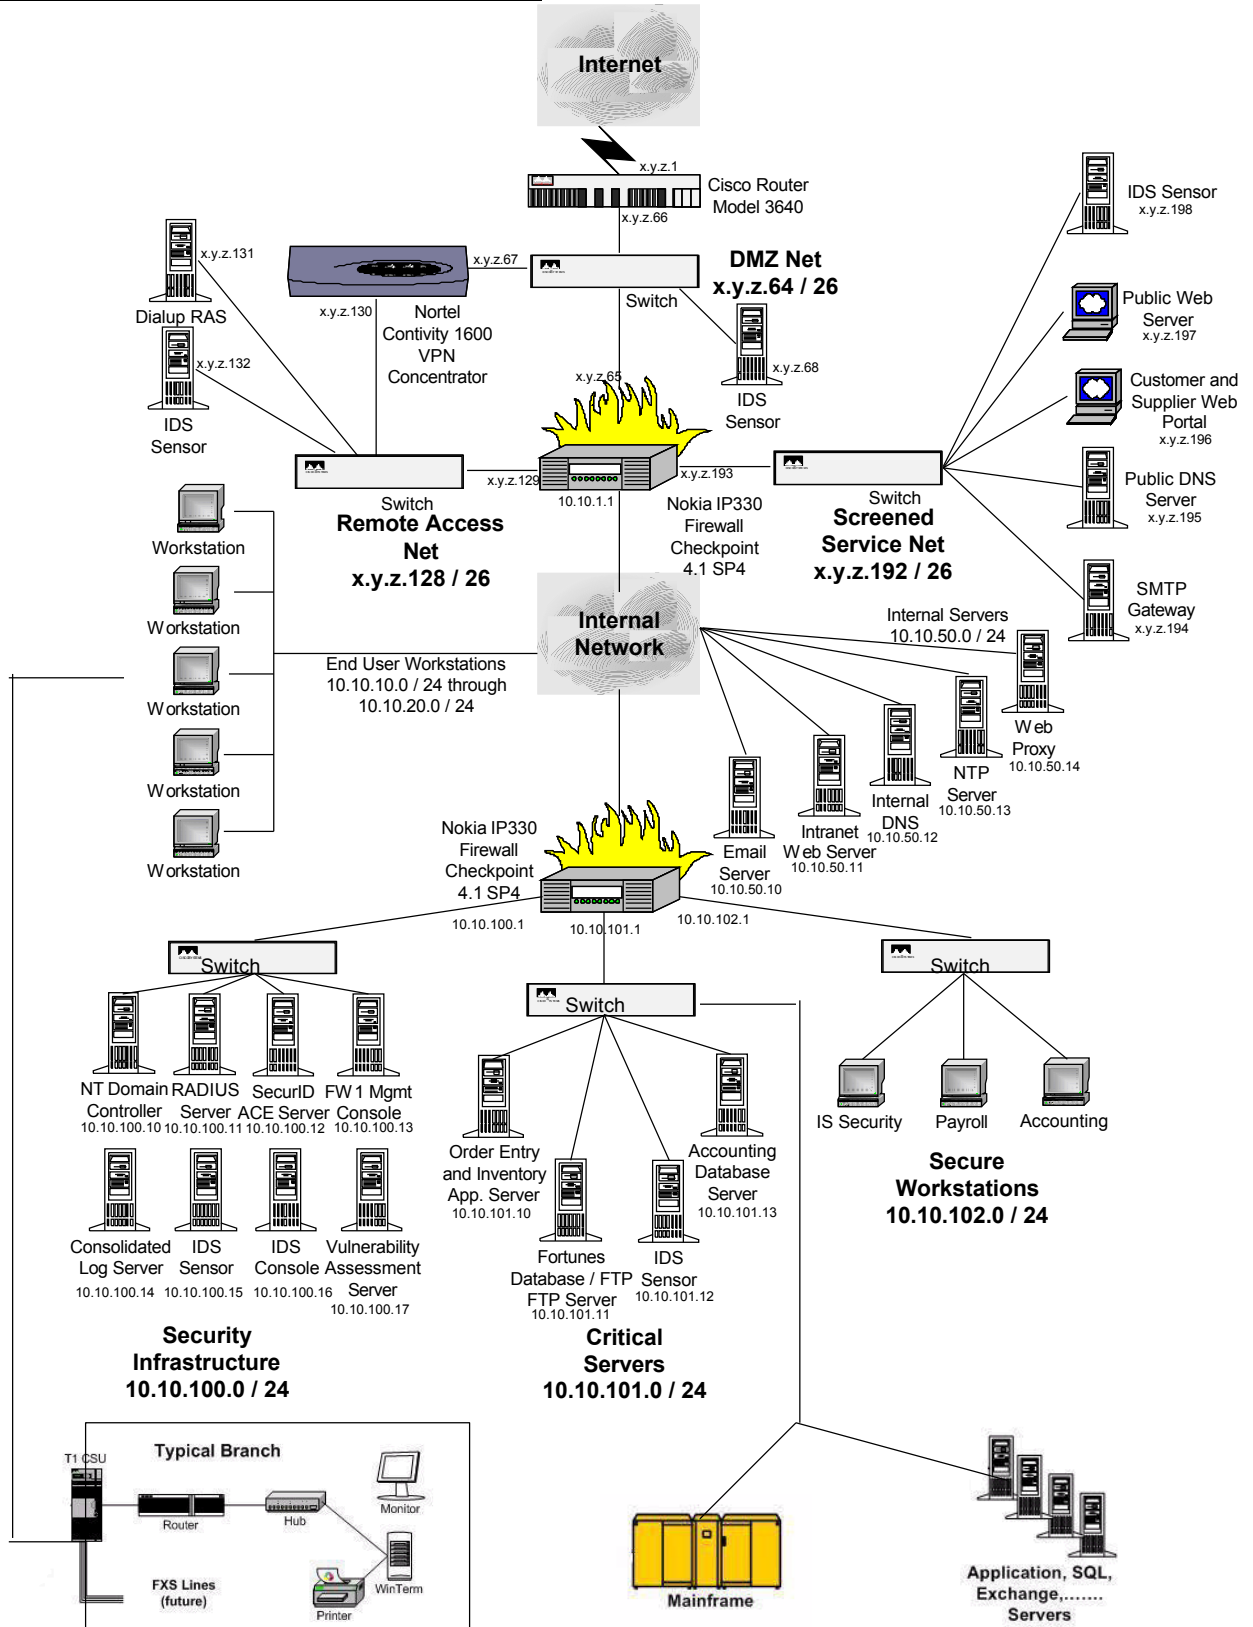 Internet
x.y.z.1
Cisco Router
Model 3640
x.y.z.66
IDS Sensor
x.y.z.198
x.y.z.131
Dialup RAS
x.y.z.67
x.y.z.130
Nortel
Contivity 1600
VPN
Concentrator
Switch
DMZ Net
x.y.z.64 / 26
x.y.z.68
IDS
Sensor
Public Web
Server
x.y.z.197
x.y.z.132
IDS
Sensor
x.y.z.65
Customer and
Supplier Web
Portal
x.y.z.196
x.y.z.129
10.10.1.1
x.y.z.193
Switch
Remote Access
Net
x.y.z.128 / 26
Nokia IP330
Firewall
Checkpoint
4.1 SP4
Switch
Screened
Service Net
x.y.z.192 / 26
Public DNS
Server
x.y.z.195
SMTP
Gateway
x.y.z.194
Workstation
Workstation
Workstation
Workstation
Workstation
Internal
Network
End User Workstations
10.10.10.0 / 24 through
10.10.20.0 / 24
Internal Servers
10.10.50.0 / 24
Web
Proxy
10.10.50.14
NTP
Server
10.10.50.13
Internal
DNS
10.10.50.12
Intranet
Web Server
10.10.50.11
Email
Server
10.10.50.10
Nokia IP330
Firewall
Checkpoint
4.1 SP4
10.10.100.1
10.10.101.1
10.10.102.1
Switch
Switch
Switch
NT Domain
Controller
10.10.100.10
RADIUS
Server
10.10.100.11
SecurID
ACE Server
10.10.100.12
FW 1 Mgmt
Console
10.10.100.13
Consolidated
Log Server
10.10.100.14
IDS
Sensor
10.10.100.15
IDS
Console
10.10.100.16
Vulnerability
Assessment
Server
10.10.100.17
Security
Infrastructure
10.10.100.0 / 24
Order Entry
and Inventory
App. Server
10.10.101.10
Fortunes
Database / FTP
FTP Server
10.10.101.11
IDS
Sensor
10.10.101.12
Accounting
Database
Server
10.10.101.13
Critical
Servers
10.10.101.0 / 24
IS Security
Payroll
Accounting
Secure
Workstations
10.10.102.0 / 24
Typical Branch
T1 CSU
Router
Hub
Monitor
WinTerm
Printer
FXS Lines
(future)
Mainframe
Application, SQL,
Exchange,.......
Servers